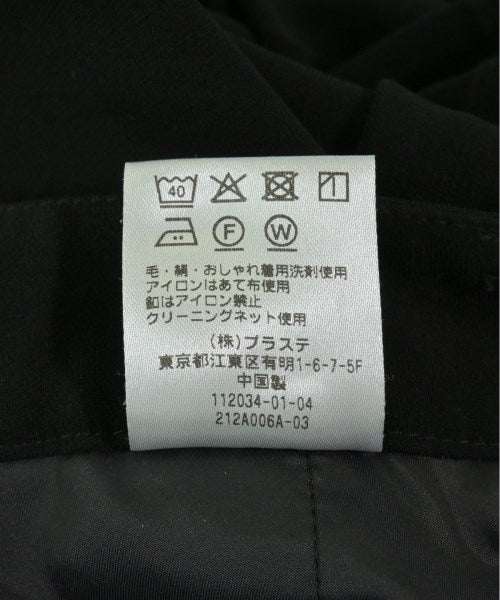 40
F W
毛・絹・おしゃれ着用洗剤使用
アイロンはあて布使用
釦はアイロン禁止
クリーニングネット使用
(株)プラステ
東京都江東区有明1-6-7-5F
中国製
112034-01-04
212A006A-03